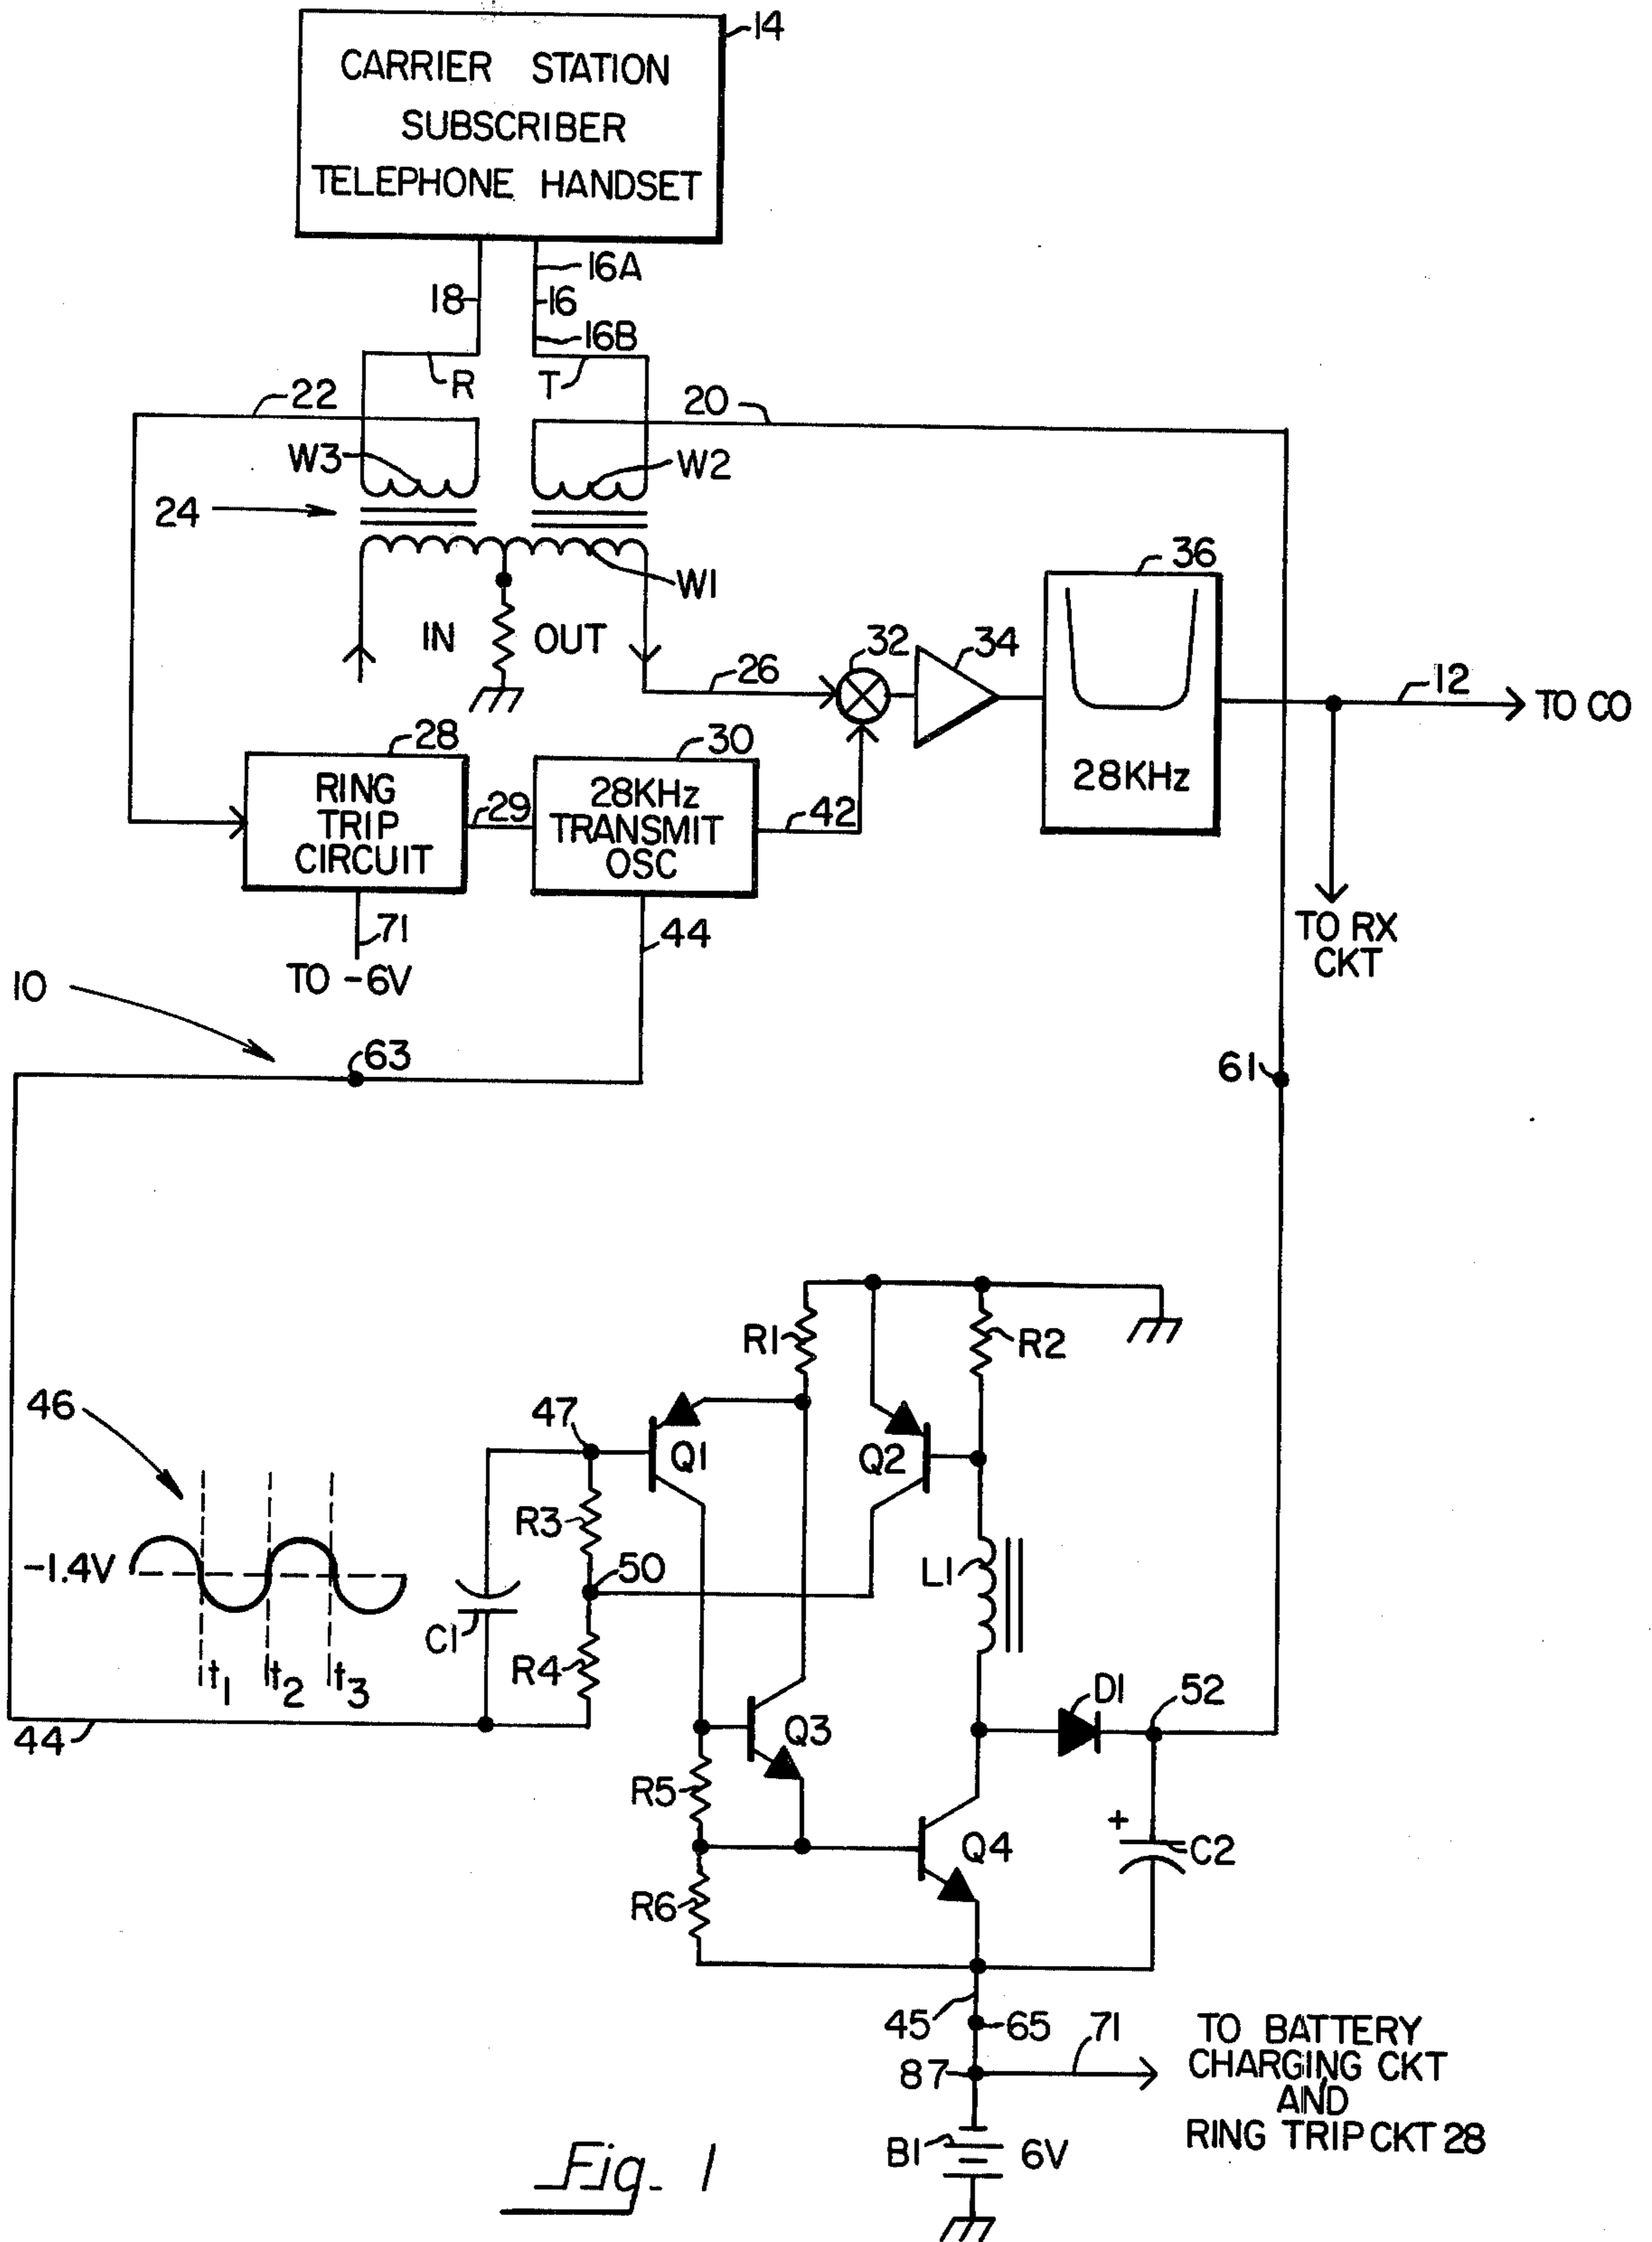 14
CARRIER STATION
SUBSCRIBER
TELEPHONE HANDSET
16A
18
16
16B
R
T
22
20
W3
W2
24
W1
36
IN
OUT
32
34
26
12
TO CO
28
30
RING
TRIP
CIRCUIT
29
28KHz
TRANSMIT
OSC
42
28KHz
71
44
TO -6V
TO RX
CKT
10
63
61
R1
R2
46
47
Q1
Q2
R3
-1.4V
50
L1
C1
R4
t1
t2
t3
D1
52
44
Q3
R5
+
Q4
C2
R6
45
65
71
87
TO BATTERY
CHARGING CKT
AND
RING TRIP CKT 28
B1
6V
Fig. 1